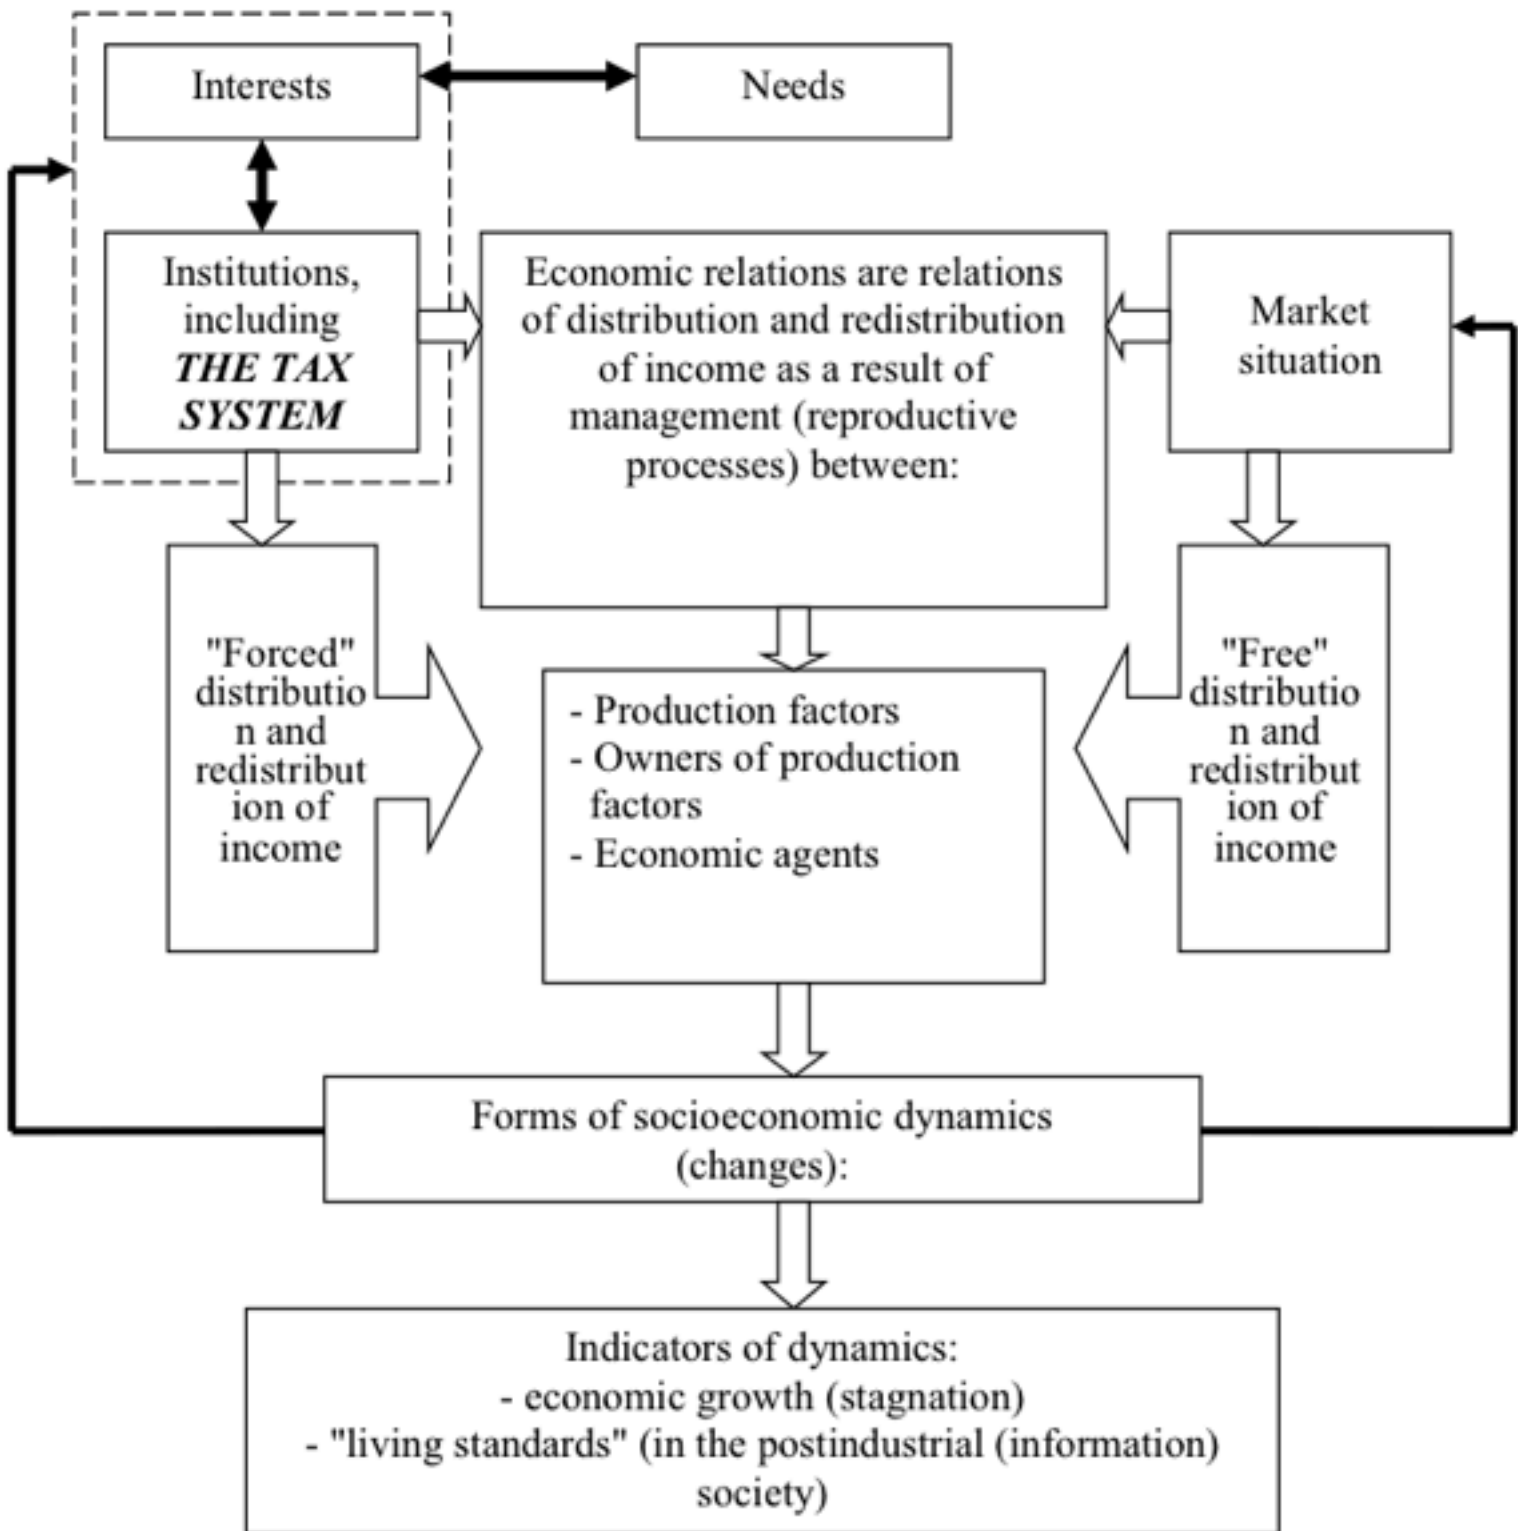 Interests
Needs
Institutions,
including
THE TAX
SYSTEM
Economic relations are relations
of distribution and redistribution
of income as a result of
management (reproductive
processes) between:
Market
situation
"Forced"
distributio
n and
redistribut
ion of
income
- Production factors
- Owners of production
factors
- Economic agents
"Free"
distributio
n and
redistribut
ion of
income
Forms of socioeconomic dynamics
(changes):
Indicators of dynamics:
- economic growth (stagnation)
- "living standards" (in the postindustrial (information)
society)